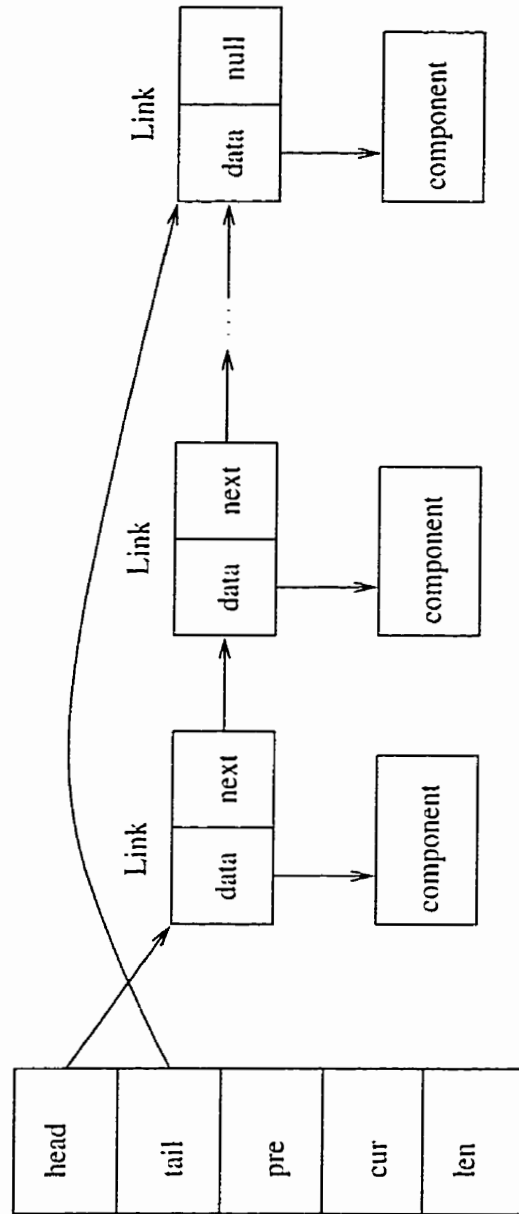 head
tail
pre
cur
len
Link
data next
component
Link
data next
component
...
Link
data null
component